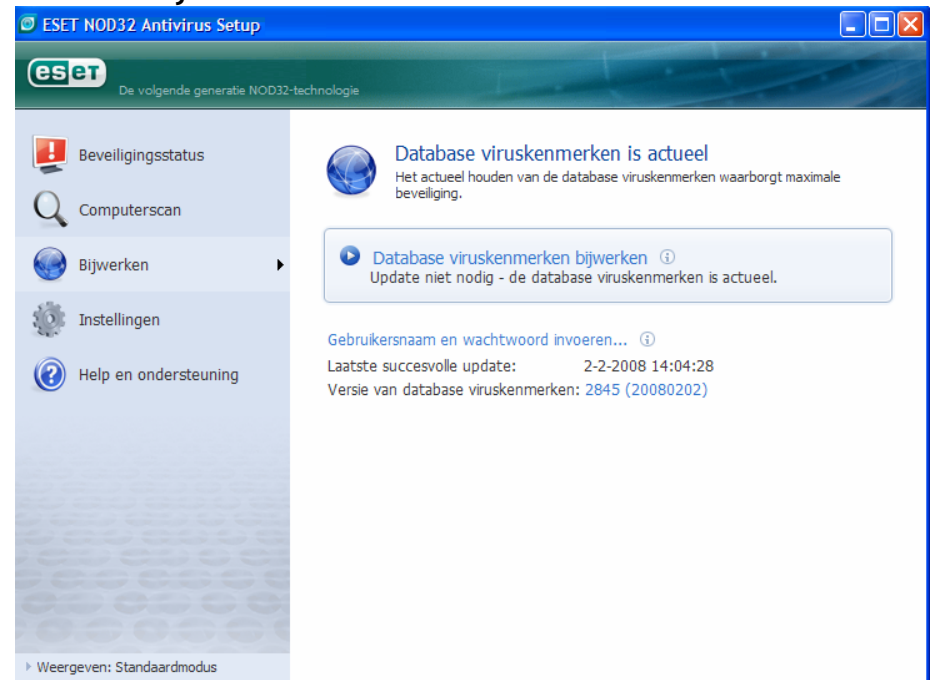 ESET NOD32 Antivirus Setup
eset
De volgende generatie NOD32-technologie
Beveiligingsstatus
Computerscan
Bijwerken
Instellingen
Help en ondersteuning
Weergeven: Standaardmodus
Database viruskenmerken is actueel
Het actueel houden van de database viruskenmerken waarborgt maximale
beveiliging.
Database viruskenmerken bijwerken
Update niet nodig - de database viruskenmerken is actueel.
Gebruikersnaam en wachtwoord invoeren...
Laatste succesvolle update: 2-2-2008 14:04:28
Versie van database viruskenmerken: 2845 (20080202)